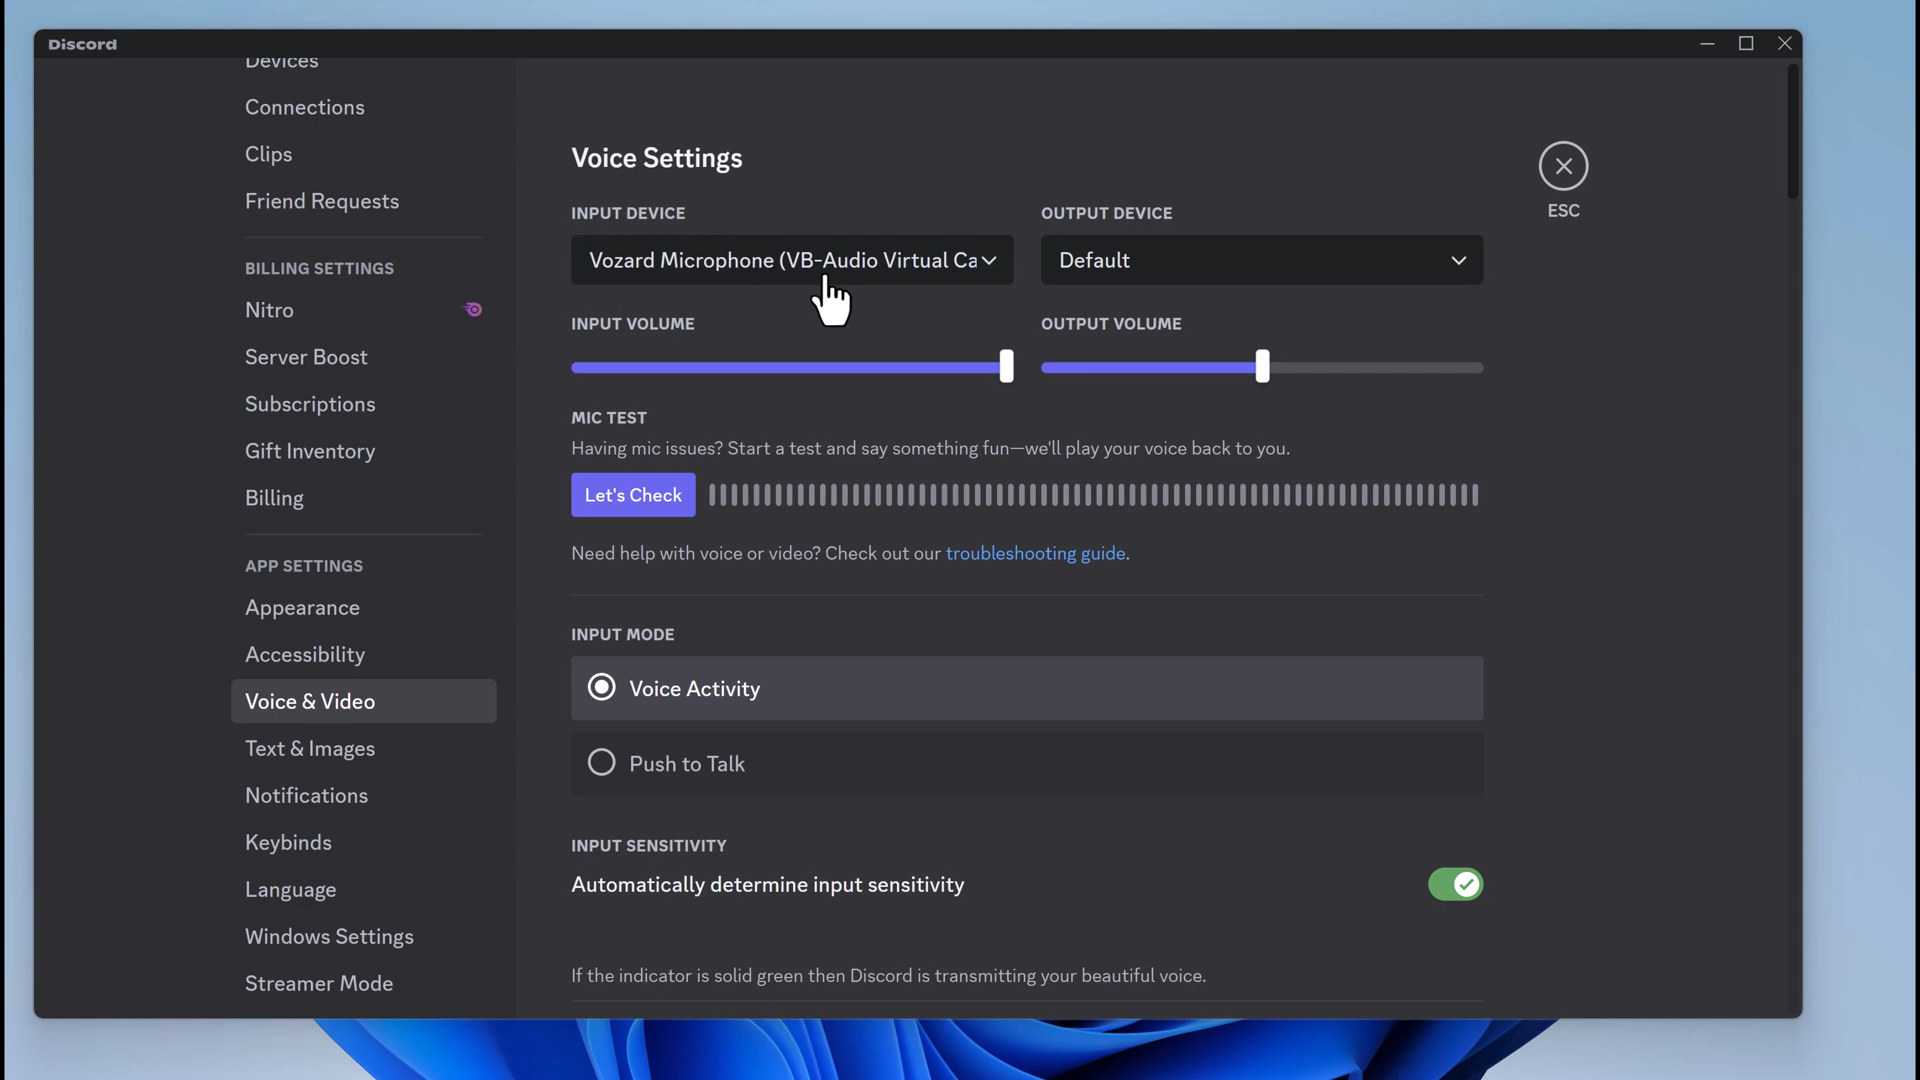 Discord
Devices
Connections
Clips
Friend Requests
BILLING SETTINGS
Nitro
Server Boost
Subscriptions
Gift Inventory
Billing
APP SETTINGS
Appearance
Accessibility
Voice & Video
Text & Images
Notifications
Keybinds
Language
Windows Settings
Streamer Mode
Voice Settings
ESC
INPUT DEVICE
Vozard Microphone (VB-Audio Virtual Ca
OUTPUT DEVICE
Default
INPUT VOLUME
OUTPUT VOLUME
MIC TEST
Having mic issues? Start a test and say something fun—we'll play your voice back to you.
Let's Check
Need help with voice or video? Check out our troubleshooting guide.
INPUT MODE
Voice Activity
Push to Talk
INPUT SENSITIVITY
Automatically determine input sensitivity
If the indicator is solid green then Discord is transmitting your beautiful voice.